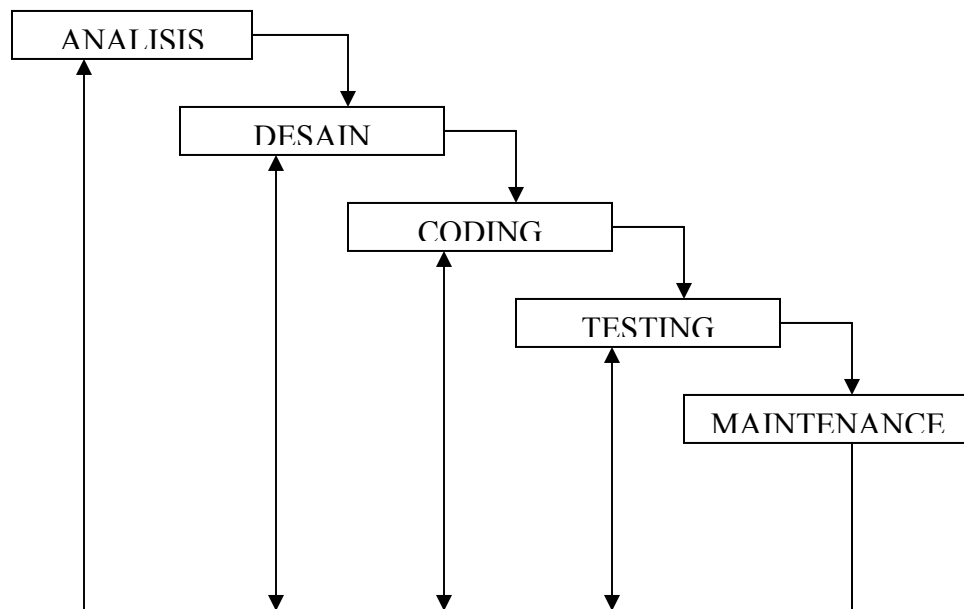 ANALISIS
DESAIN
CODING
TESTING
MAINTENANCE